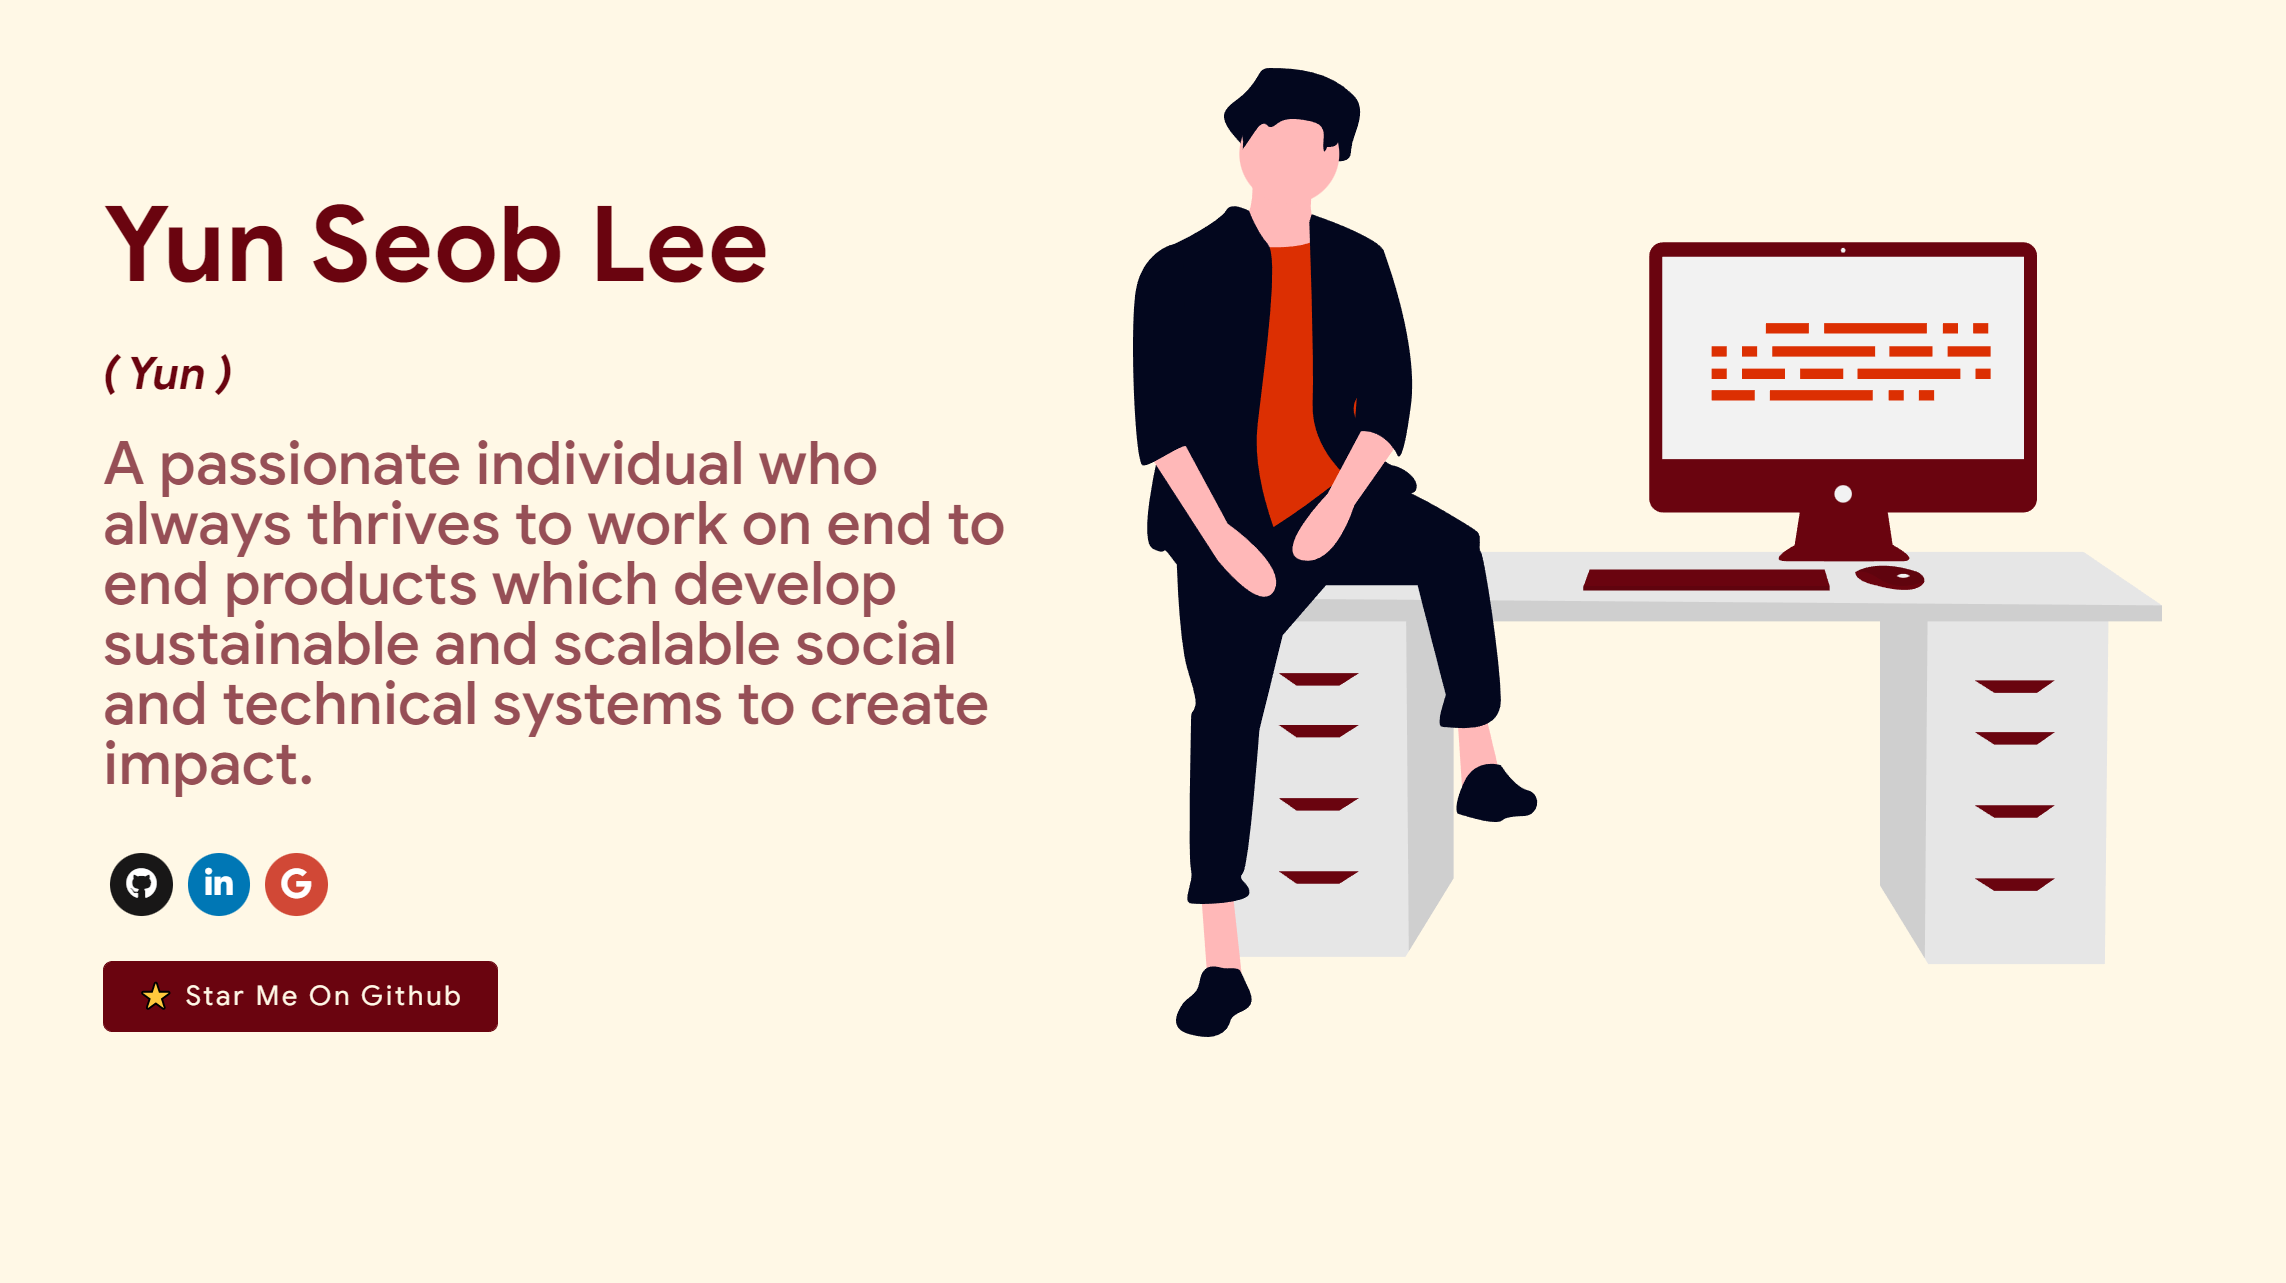 Yun Seob Lee
( Yun )
A passionate individual who
always thrives to work on end to
end products which develop
sustainable and scalable social
and technical systems to create
impact.
in G
Star Me On Github